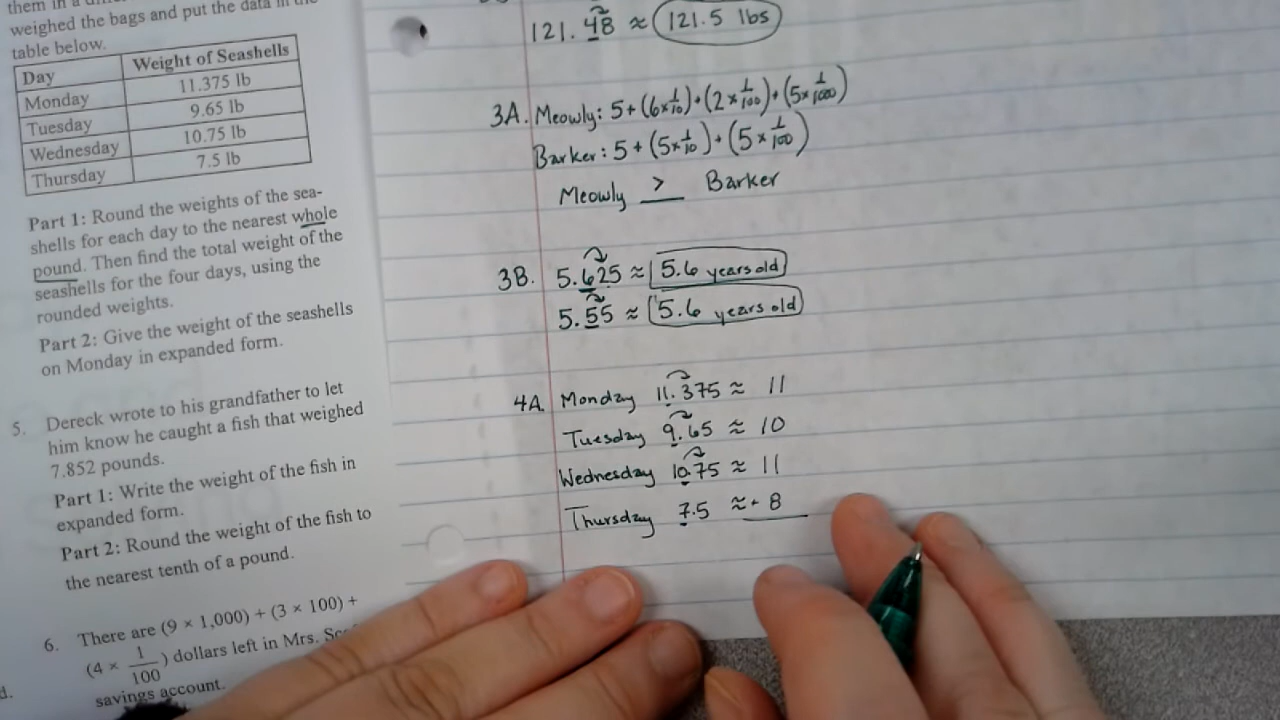 them in a
weighed the bags and put the data in the
table below.
Day Weight of Seashells
Monday 11.375 lb
Tuesday 9.65 lb
Wednesday 10.75 lb
Thursday 7.5 lb
Part 1: Round the weights of the sea-
shells for each day to the nearest whole
pound. Then find the total weight of the
seashells for the four days, using the
rounded weights.
Part 2: Give the weight of the seashells
on Monday in expanded form.
5. Dereck wrote to his grandfather to let
him know he caught a fish that weighed
7.852 pounds.
Part 1: Write the weight of the fish in
expanded form.
Part 2: Round the weight of the fish to
the nearest tenth of a pound.
6. There are (9 × 1,000) + (3 × 100) +
(4 × 1/100) dollars left in Mrs.
savings account.
d.
121.48 ≈ 121.5 lbs
3A. Meowly: 5+(6×1/10)+(2×1/100)+(5×1/1000)
Barker: 5+(5×1/10)+(5×1/100)
Meowly > Barker
3B. 5.625 ≈ 5.6 years old
5.55 ≈ 5.6 years old
4A. Monday 11.375 ≈ 11
Tuesday 9.65 ≈ 10
Wednesday 10.75 ≈ 11
Thursday 7.5 ≈ + 8